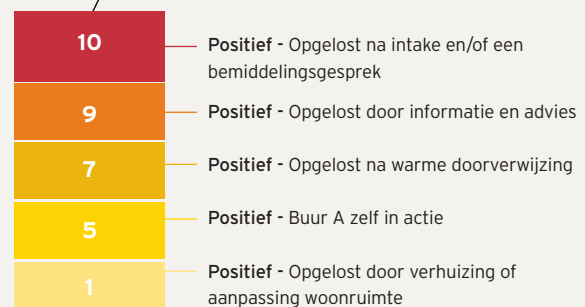 10
Positief - Opgelost na intake en/of een
bemiddelingsgesprek
9
Positief - Opgelost door informatie en advies
7
Positief - Opgelost na warme doorverwijzing
5
Positief - Buur A zelf in actie
1
Positief - Opgelost door verhuizing of
aanpassing woonruimte